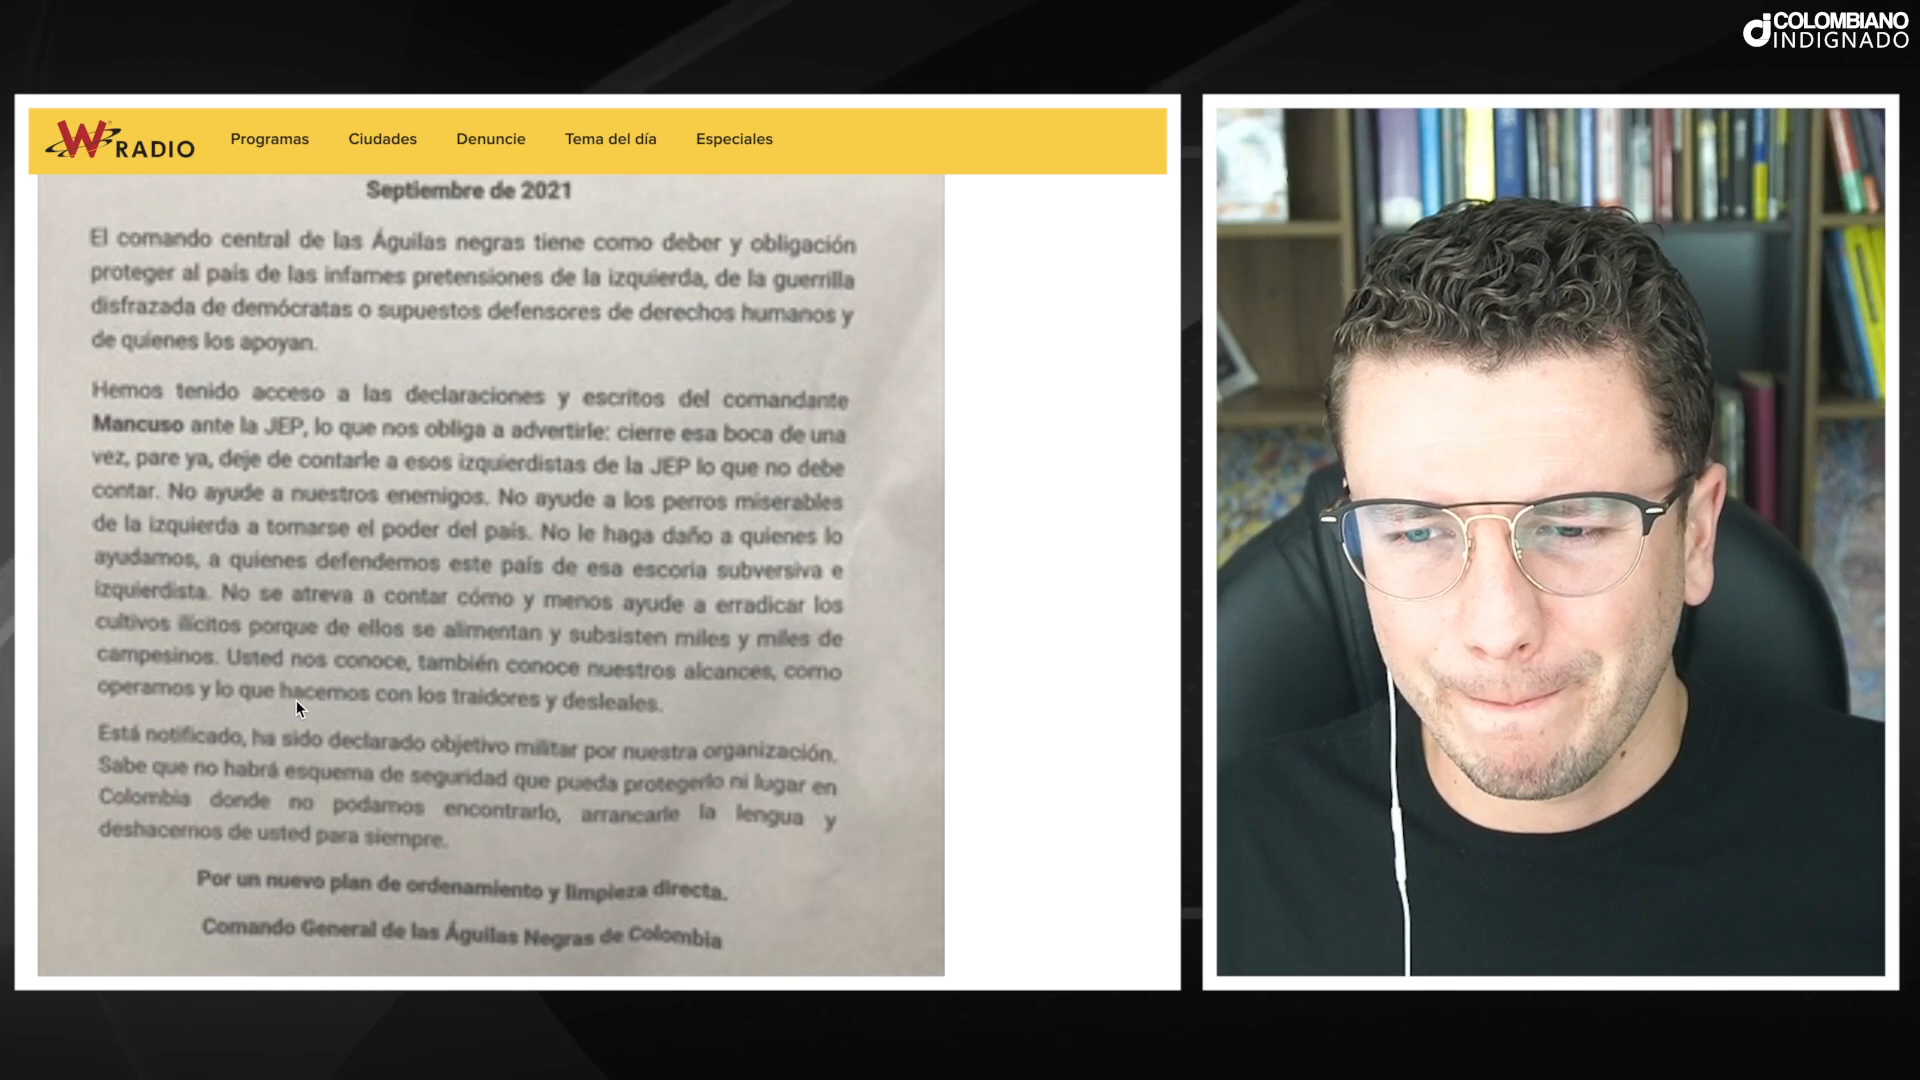 COLOMBIANO
INDIGNADO
W RADIO
Programas
Ciudades
Denuncie
Tema del día
Especiales
Septiembre de 2021
El comando central de las Águilas negras tiene como deber y obligación
proteger al país de las infames pretensiones de la izquierda, de la guerrilla
disfrazada de demócratas o supuestos defensores de derechos humanos y
de quienes los apoyan.
Hemos tenido acceso a las declaraciones y escritos del comandante
Mancuso ante la JEP, lo que nos obliga a advertirle: cierre esa boca de una
vez, pare ya, deje de contarle a esos izquierdistas de la JEP lo que no debe
contar. No ayude a nuestros enemigos. No ayude a los perros miserables
de la izquierda a tomarse el poder del país. No le haga daño a quienes lo
ayudamos, a quienes defendemos este país de esa escoria subversiva e
izquierdista. No se atreva a contar cómo y menos ayude a erradicar los
cultivos ilícitos porque de ellos se alimentan y subsisten miles y miles de
campesinos. Usted nos conoce, también conoce nuestros alcances, como
operamos y lo que hacemos con los traidores y desleales.
Está notificado, ha sido declarado objetivo militar por nuestra organización.
Sabe que no habrá esquema de seguridad que pueda protegerlo ni lugar en
Colombia donde no podamos encontrarlo, arrancarle la lengua y
deshacernos de usted para siempre.
Por un nuevo plan de ordenamiento y limpieza directa.
Comando General de las Águilas Negras de Colombia